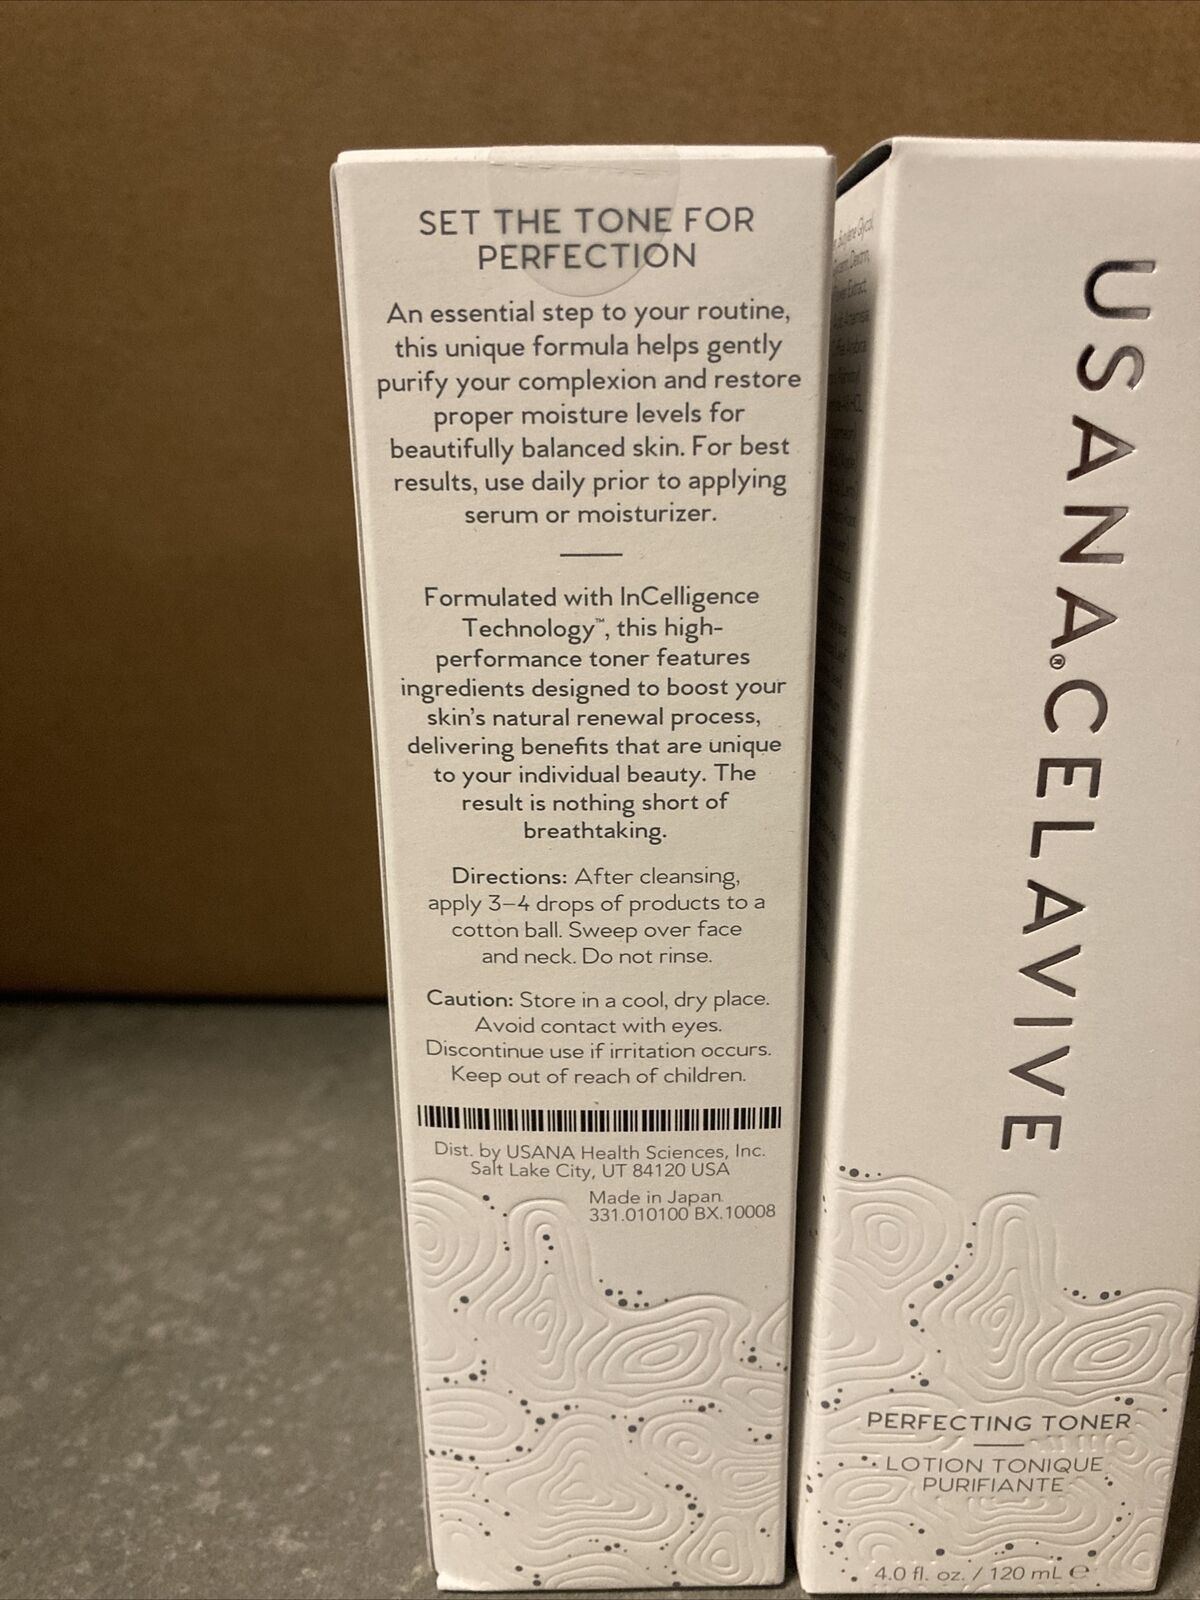 SET THE TONE FOR
PERFECTION
An essential step to your routine,
this unique formula helps gently
purify your complexion and restore
proper moisture levels for
beautifully balanced skin. For best
results, use daily prior to applying
serum or moisturizer.
Formulated with InCelligence
Technology™, this high-
performance toner features
ingredients designed to boost your
skin's natural renewal process,
delivering benefits that are unique
to your individual beauty. The
result is nothing short of
breathtaking.
Directions: After cleansing,
apply 3–4 drops of products to a
cotton ball. Sweep over face
and neck. Do not rinse.
Caution: Store in a cool, dry place.
Avoid contact with eyes.
Discontinue use if irritation occurs.
Keep out of reach of children.
Dist. by USANA Health Sciences, Inc.
Salt Lake City, UT 84120 USA
Made in Japan
331.010100 BX.10008
Butylene Glycol,
USANA® CELAVIVE
PERFECTING TONER
LOTION TONIQUE
PURIFIANTE
4.0 fl. oz. / 120 mL ℮